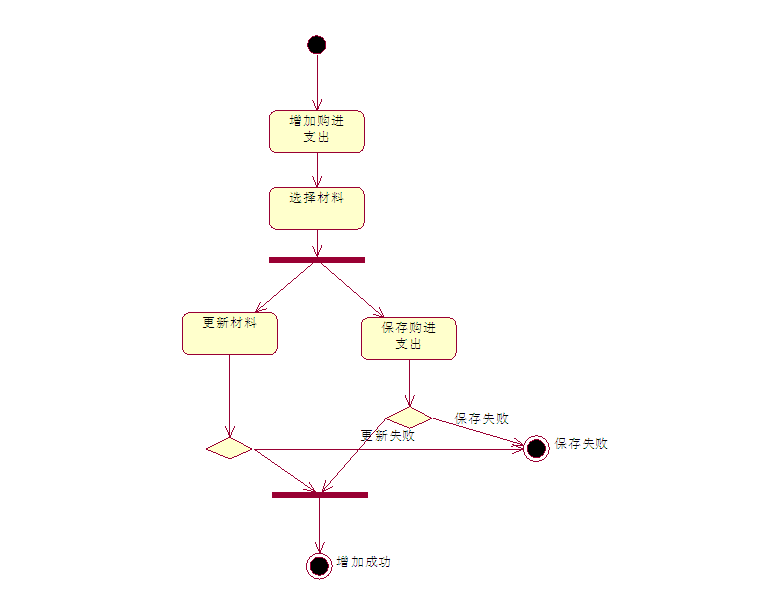 增加购进
支出
选择材料
更新材料
保存购进
支出
保存失败
更新失败
保存失败
增加成功